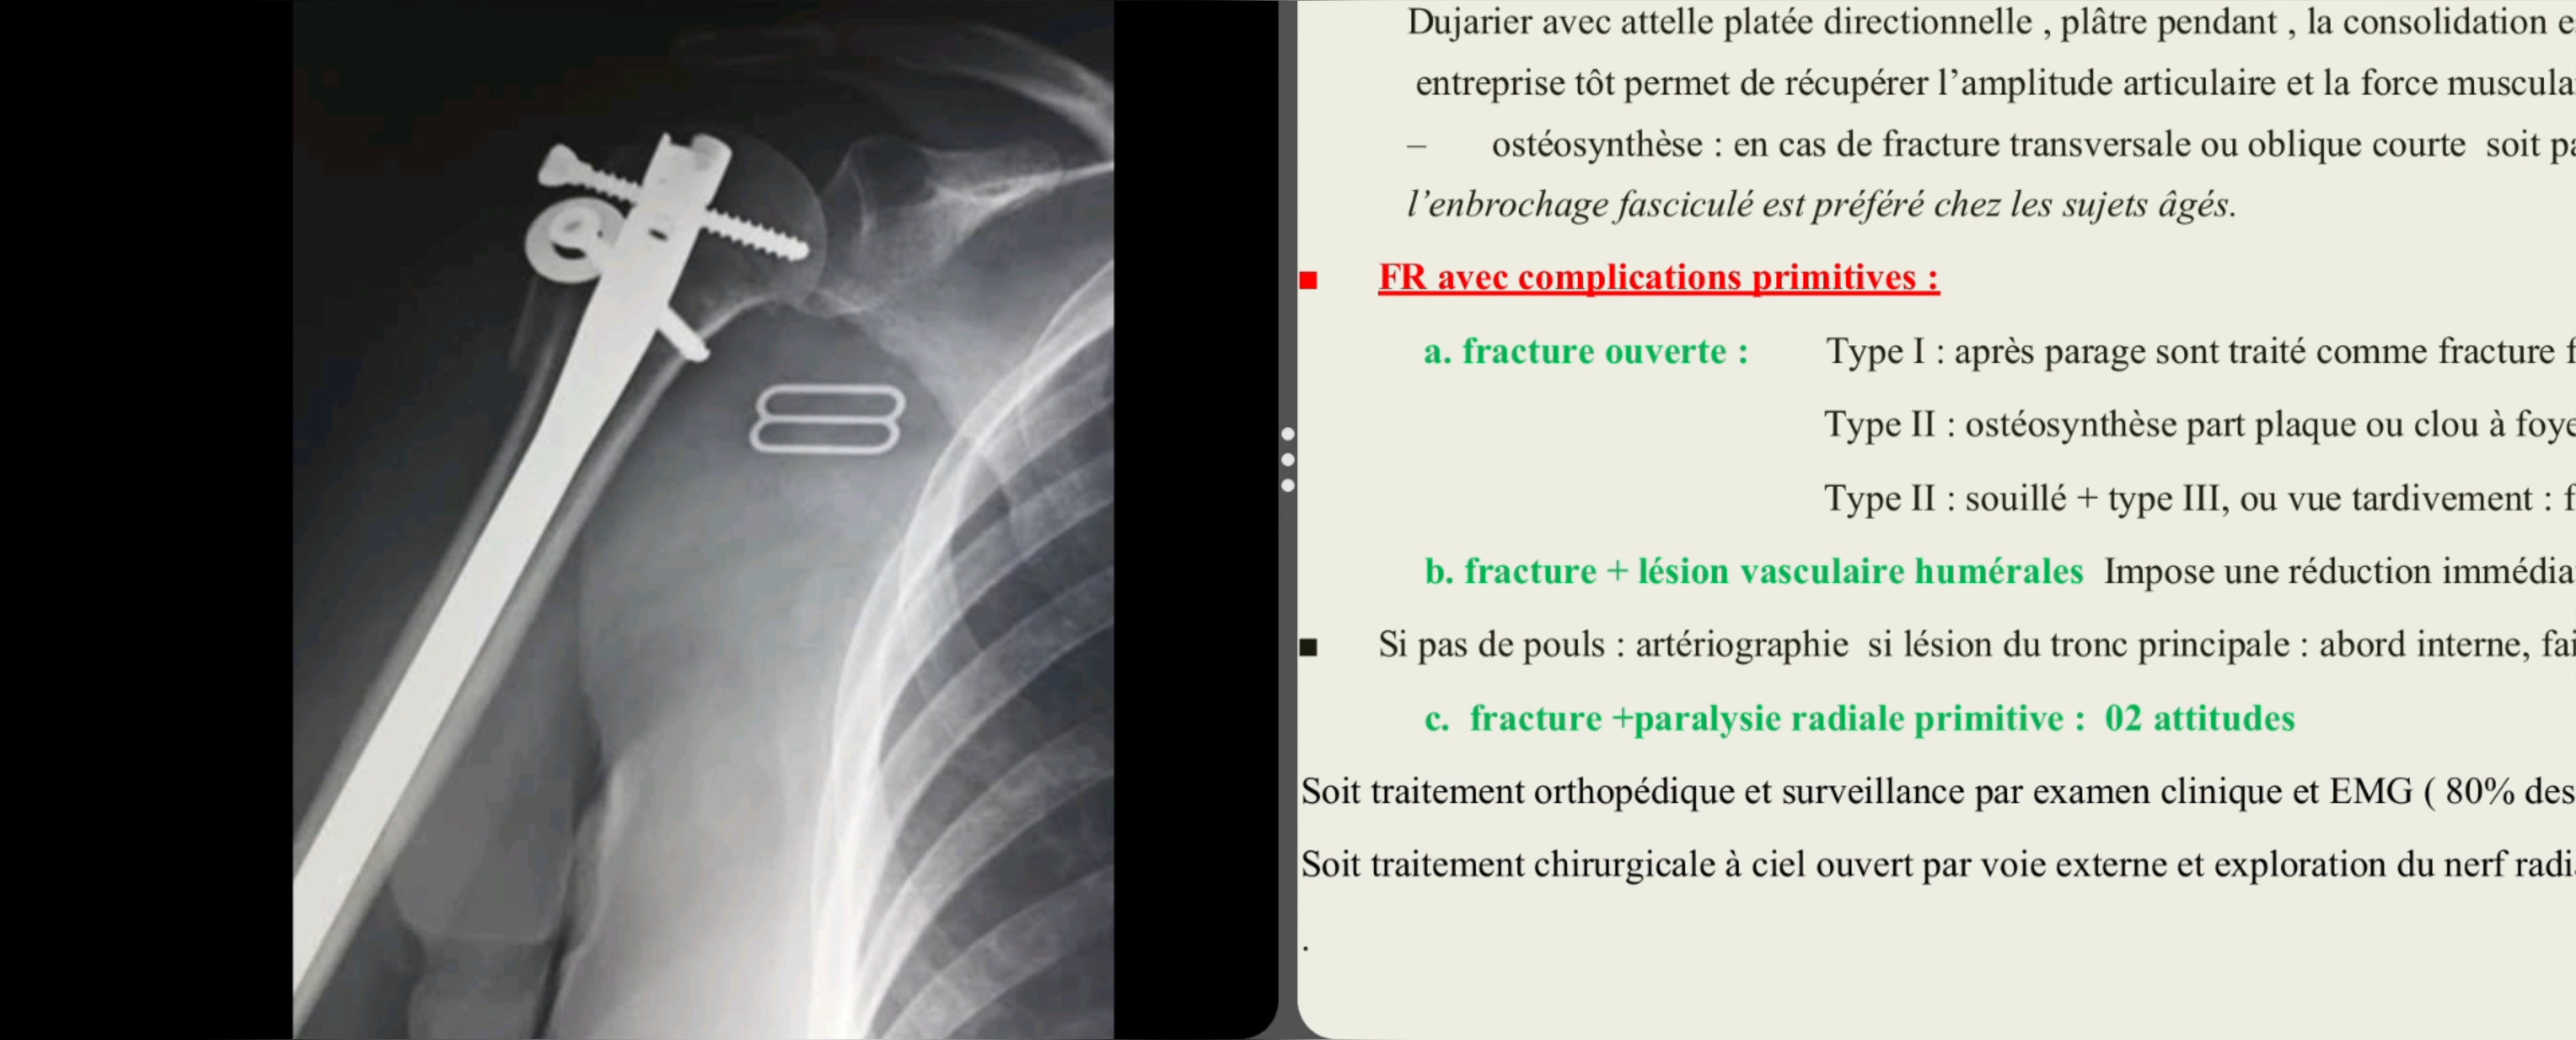 Dujarier avec attelle platée directionnelle , plâtre pendant , la consolidation
entreprise tôt permet de récupérer l'amplitude articulaire et la force
– ostéosynthèse : en cas de fracture transversale ou oblique courte soit
l'enbrochage fasciculé est préféré chez les sujets âgés.
■ FR avec complications primitives :
a. fracture ouverte : Type I : après parage sont traité comme fracture
Type II : ostéosynthèse part plaque ou clou à
Type II : souillé + type III, ou vue tardivement :
b. fracture + lésion vasculaire humérales Impose une réduction
■ Si pas de pouls : artériographie si lésion du tronc principale : abord interne,
c. fracture +paralysie radiale primitive : 02 attitudes
Soit traitement orthopédique et surveillance par examen clinique et EMG ( 80% des
Soit traitement chirurgicale à ciel ouvert par voie externe et exploration du nerf
.